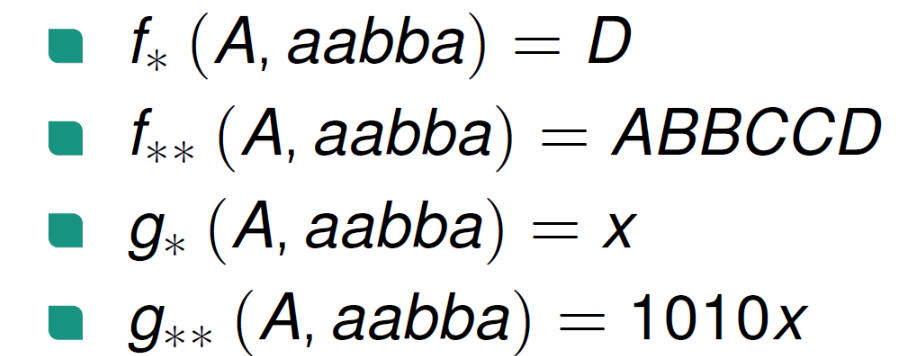 f∗ (A, aabba) = D
f∗∗ (A, aabba) = ABBCCD
g∗ (A, aabba) = x
g∗∗ (A, aabba) = 1010x